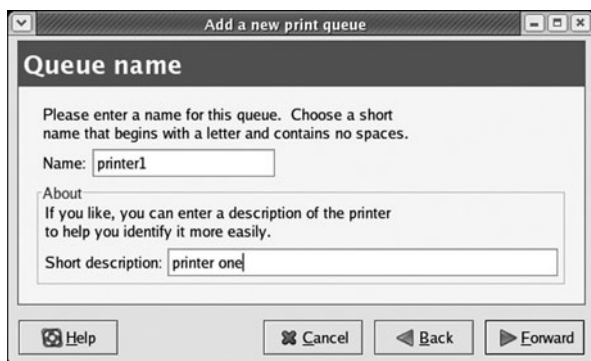 Add a new print queue
Queue name
Please enter a name for this queue. Choose a short
name that begins with a letter and contains no spaces.
Name: printer1
About
If you like, you can enter a description of the printer
to help you identify it more easily.
Short description: printer one
Help Cancel Back Forward